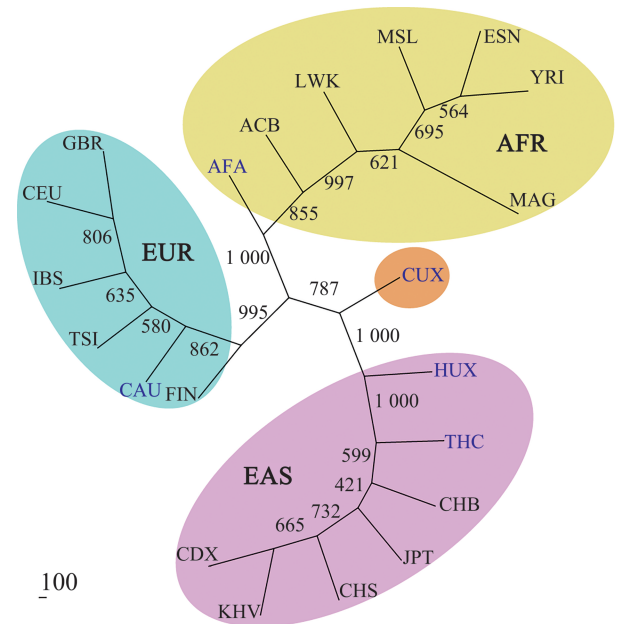 MSL
ESN
LWK
YRI
564
695
ACB
AFR
GBR
621
AFA
997
CEU
MAG
855
806
EUR
1 000
CUX
IBS
787
635
995
580
TSI
862
1 000
HUX
CAU
FIN
1 000
THC
599
EAS
421
CHB
732
665
CDX
JPT
100
CHS
KHV